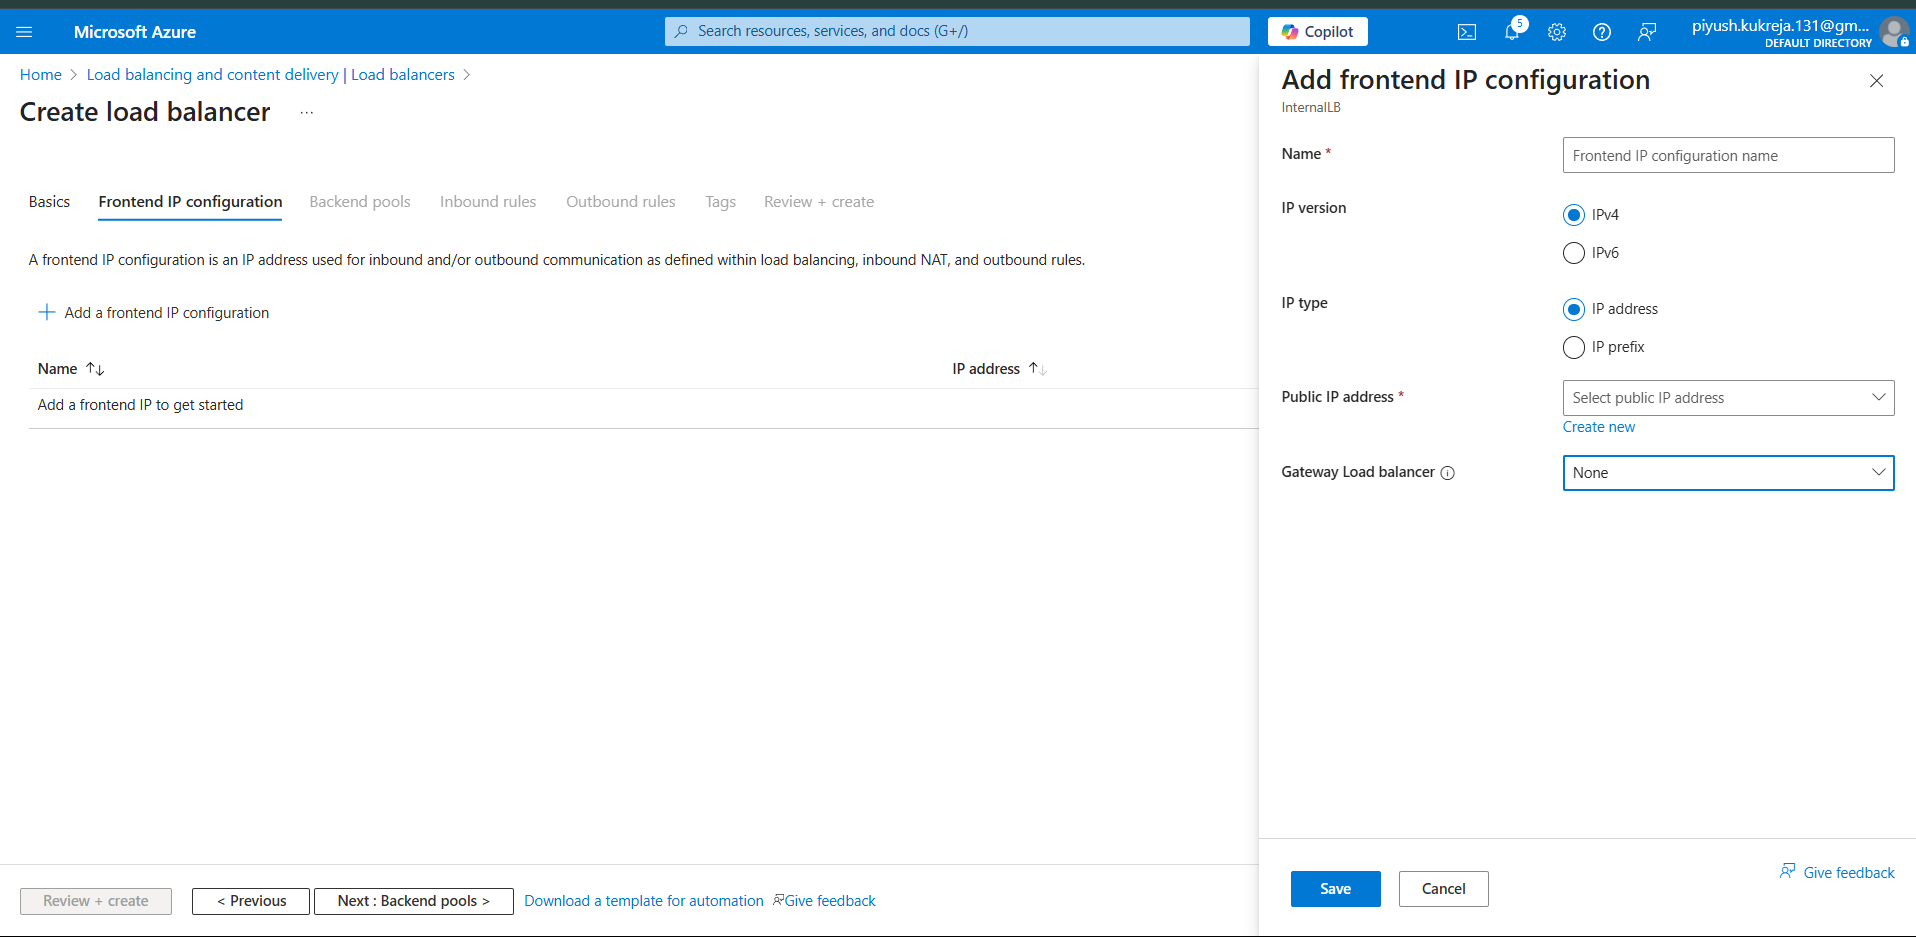 Microsoft Azure
Search resources, services, and docs (G+/)
Copilot
5
piyush.kukreja.131@gm...
DEFAULT DIRECTORY
Home > Load balancing and content delivery | Load balancers >
Create load balancer ...
Basics
Frontend IP configuration
Backend pools
Inbound rules
Outbound rules
Tags
Review + create
A frontend IP configuration is an IP address used for inbound and/or outbound communication as defined within load balancing, inbound NAT, and outbound rules.
+ Add a frontend IP configuration
Name ↑↓
IP address ↑↓
Add a frontend IP to get started
Review + create
< Previous
Next : Backend pools >
Download a template for automation
Give feedback
Add frontend IP configuration
InternalLB
Name *
Frontend IP configuration name
IP version
IPv4
IPv6
IP type
IP address
IP prefix
Public IP address *
Select public IP address
Create new
Gateway Load balancer
None
Give feedback
Save
Cancel